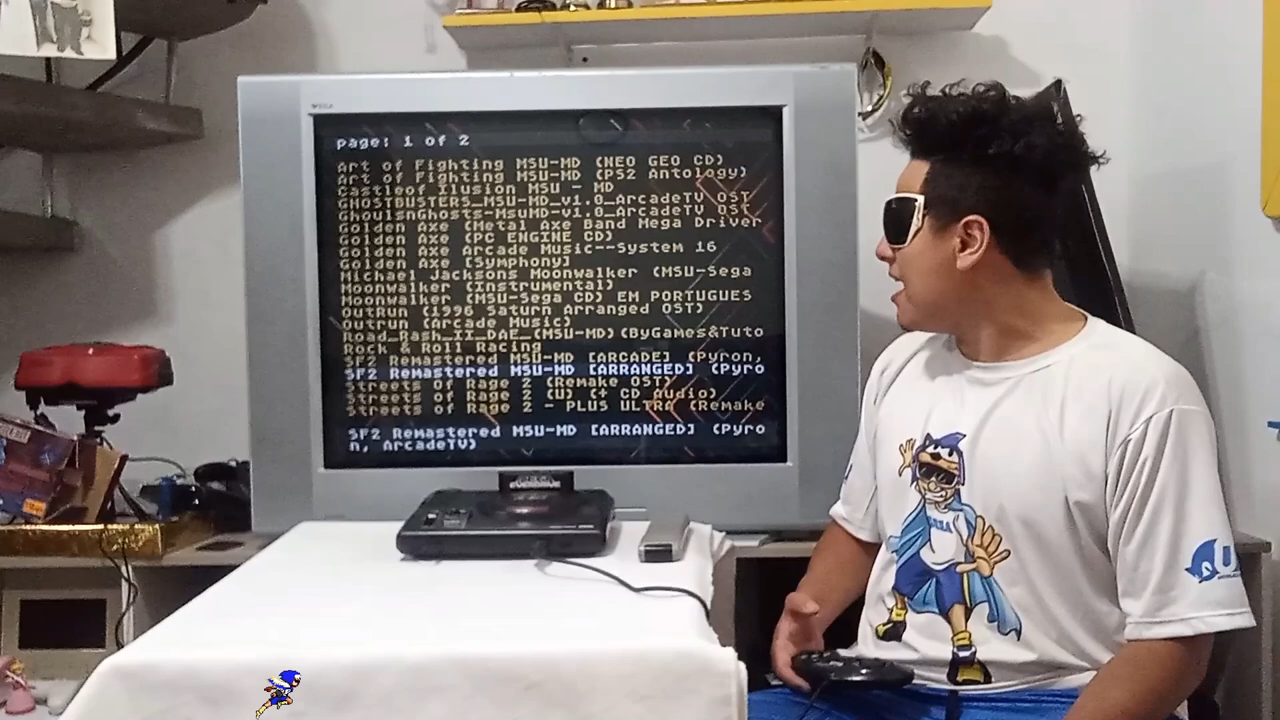 page: 1 of 2
Art of Fighting MSU-MD (NEO GEO CD)
Art of Fighting MSU-MD (PS2 Antology)
Castleof Ilusion MSU - MD
GHOSTBUSTERS_MSU-MD_v1.0_ArcadeTV OST
GhoulsnGhosts-MsuMD-v1.0_ArcadeTV OST
Golden Axe (Metal Axe Band Mega Driver
Golden Axe (PC ENGINE CD)
Golden Axe Arcade Music--System 16
Golden Axe [Symphony]
Michael Jacksons Moonwalker (MSU-Sega
Moonwalker (Instrumental)
Moonwalker (MSU-Sega CD) EM PORTUGUES
OutRun (1996 Saturn Arranged OST)
Outrun (Arcade Music)
Road_Rash_II_DAE_(MSU-MD)(ByGames&Tuto
Rock & Roll Racing
SF2 Remastered MSU-MD [ARCADE] (Pyron,
SF2 Remastered MSU-MD [ARRANGED] (Pyro
Streets Of Rage 2 (Remake OST)
Streets of Rage 2 (U) (+ CD Audio)
Streets of Rage 2 - PLUS ULTRA (Remake
SF2 Remastered MSU-MD [ARRANGED] (Pyro
n, ArcadeTV)
EVERDRIVE
SEGA